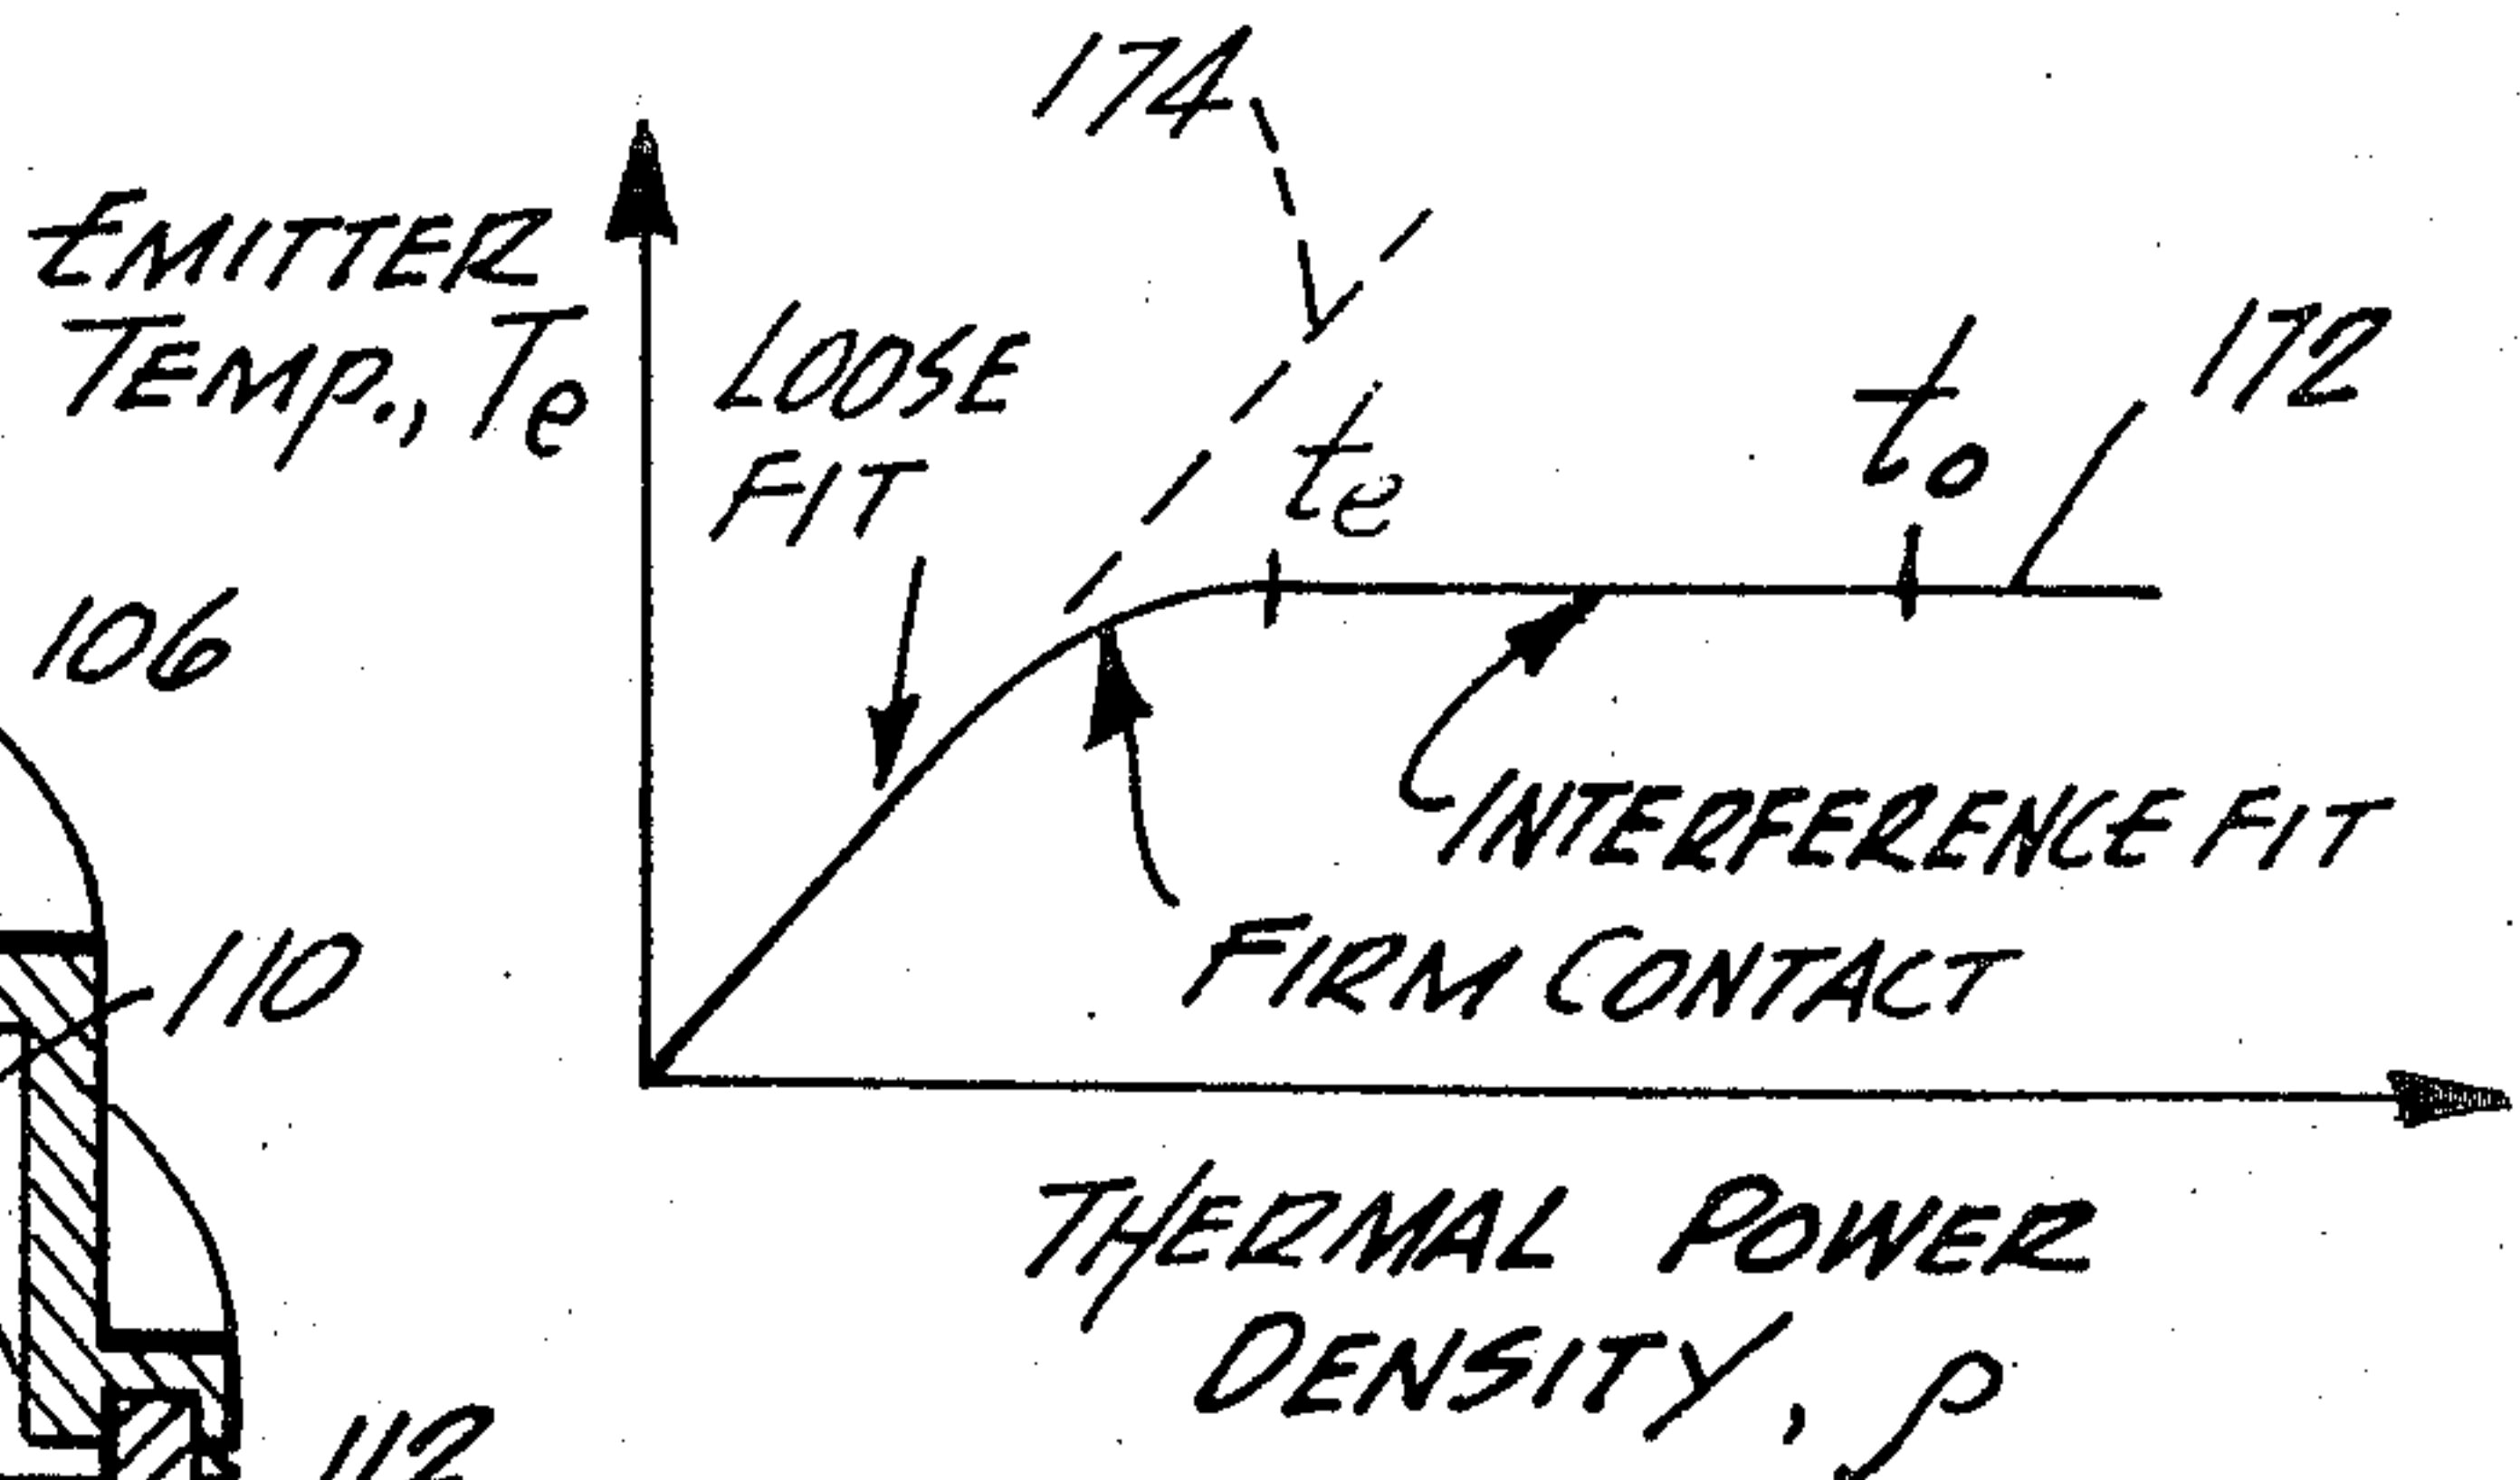 174
EMITTER
TEMP., Te
LOOSE
FIT
te
to
172
106
INTERFERENCE FIT
FIRM CONTACT
110
THERMAL POWER
DENSITY, ρ
112